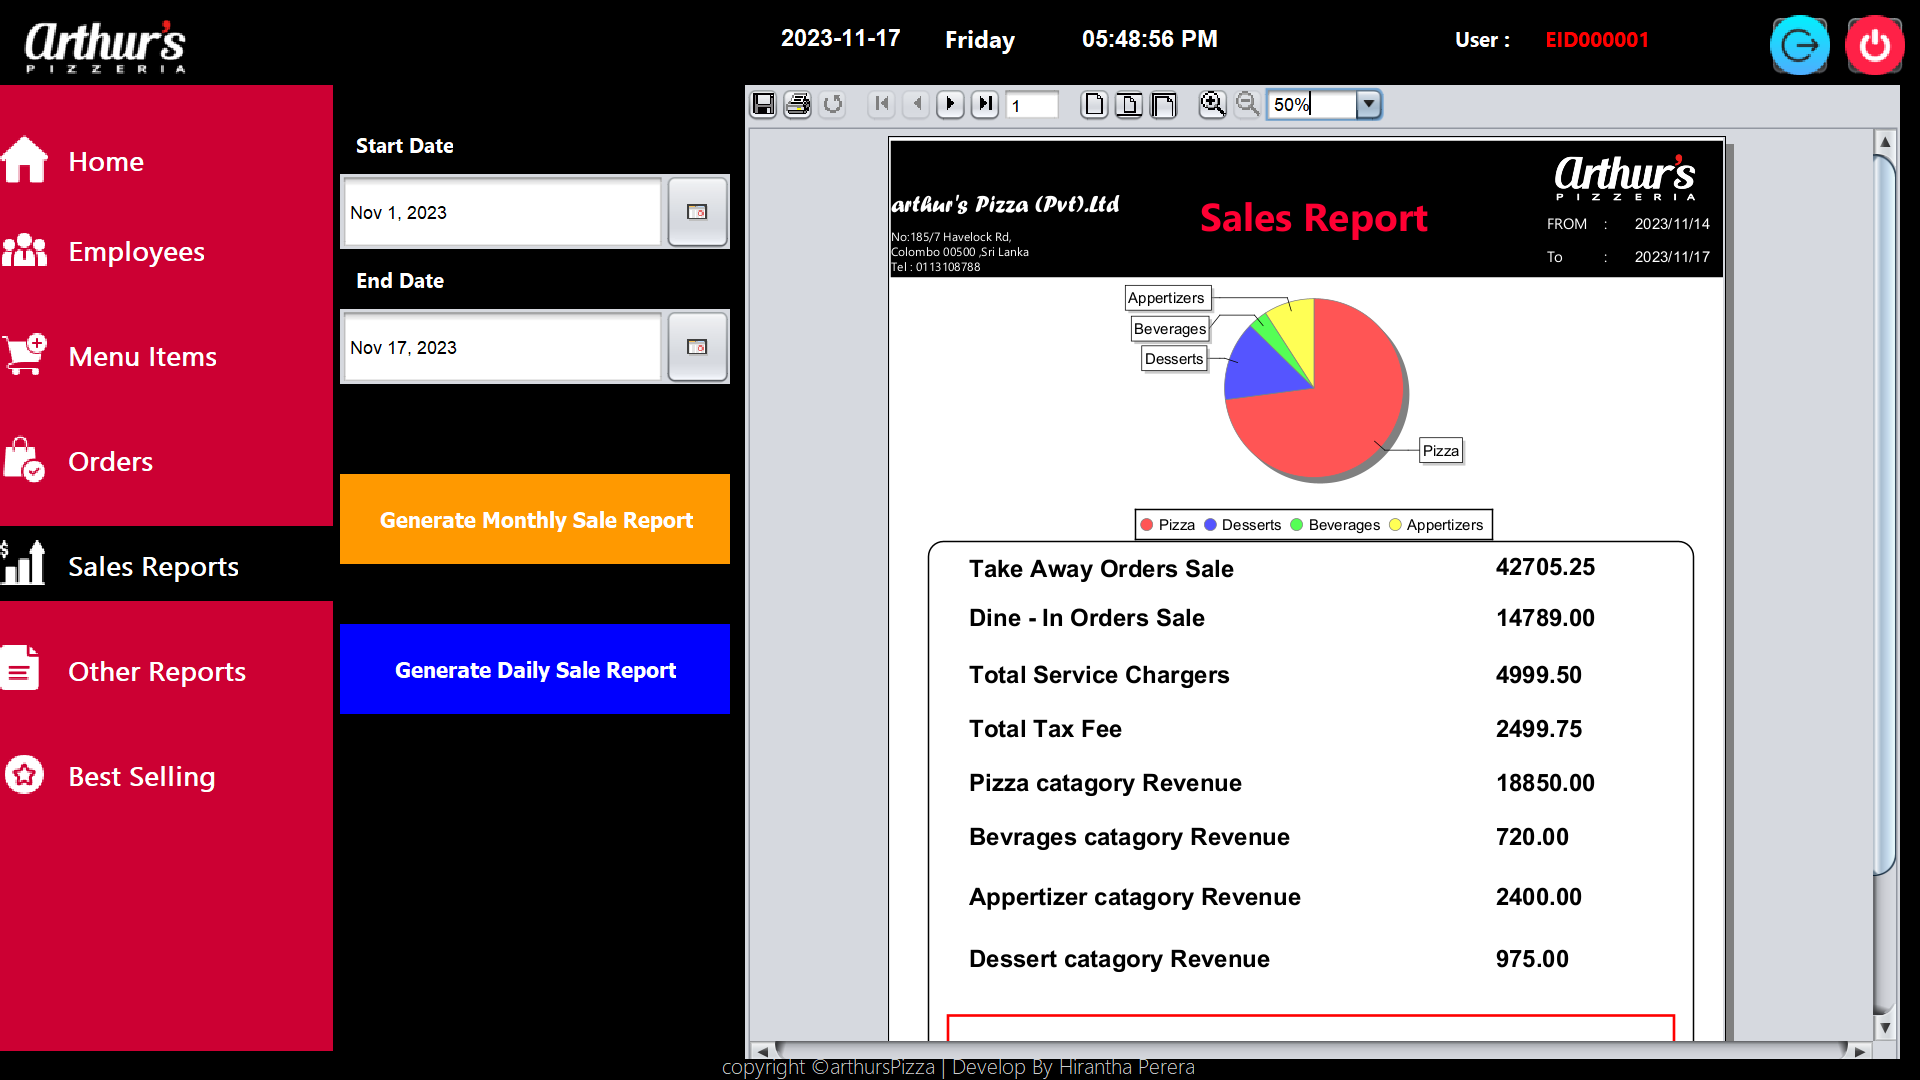 arthur's
PIZZERIA
2023-11-17 Friday 05:48:56 PM User : EID000001
Home
Employees
Menu Items
Orders
Sales Reports
Other Reports
Best Selling
Start Date
Nov 1, 2023
End Date
Nov 17, 2023
Generate Monthly Sale Report
Generate Daily Sale Report
1
50%
arthur's Pizza (Pvt).Ltd
No:185/7 Havelock Rd,
Colombo 00500 ,Sri Lanka
Tel : 0113108788
Sales Report
arthur's
PIZZERIA
FROM : 2023/11/14
To : 2023/11/17
Appertizers
Beverages
Desserts
Pizza
Pizza Desserts Beverages Appertizers
Take Away Orders Sale 42705.25
Dine - In Orders Sale 14789.00
Total Service Chargers 4999.50
Total Tax Fee 2499.75
Pizza catagory Revenue 18850.00
Bevrages catagory Revenue 720.00
Appertizer catagory Revenue 2400.00
Dessert catagory Revenue 975.00
copyright ©arthursPizza | Develop By Hirantha Perera